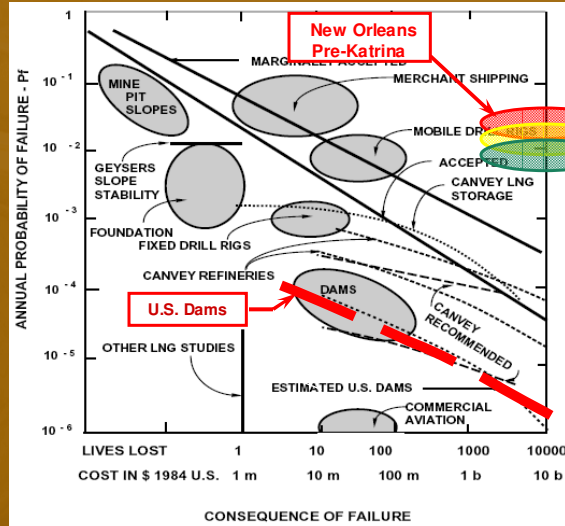 New Orleans
Pre-Katrina
1
10 -1
10 -2
10 -3
10 -4
10 -5
10 -6
ANNUAL PROBABILITY OF FAILURE - Pf
MARGINALLY ACCEPTED
MERCHANT SHIPPING
MINE
PIT
SLOPES
MOBILE DRILL RIGS
GEYSERS
SLOPE
STABILITY
ACCEPTED
CANVEY LNG
STORAGE
FOUNDATION
FIXED DRILL RIGS
CANVEY REFINERIES
DAMS
U.S. Dams
CANVEY
RECOMMENDED
OTHER LNG STUDIES
ESTIMATED U.S. DAMS
COMMERCIAL
AVIATION
LIVES LOST 1 10 100 1000 10000
COST IN $ 1984 U.S. 1 m 10 m 100 m 1 b 10 b
CONSEQUENCE OF FAILURE